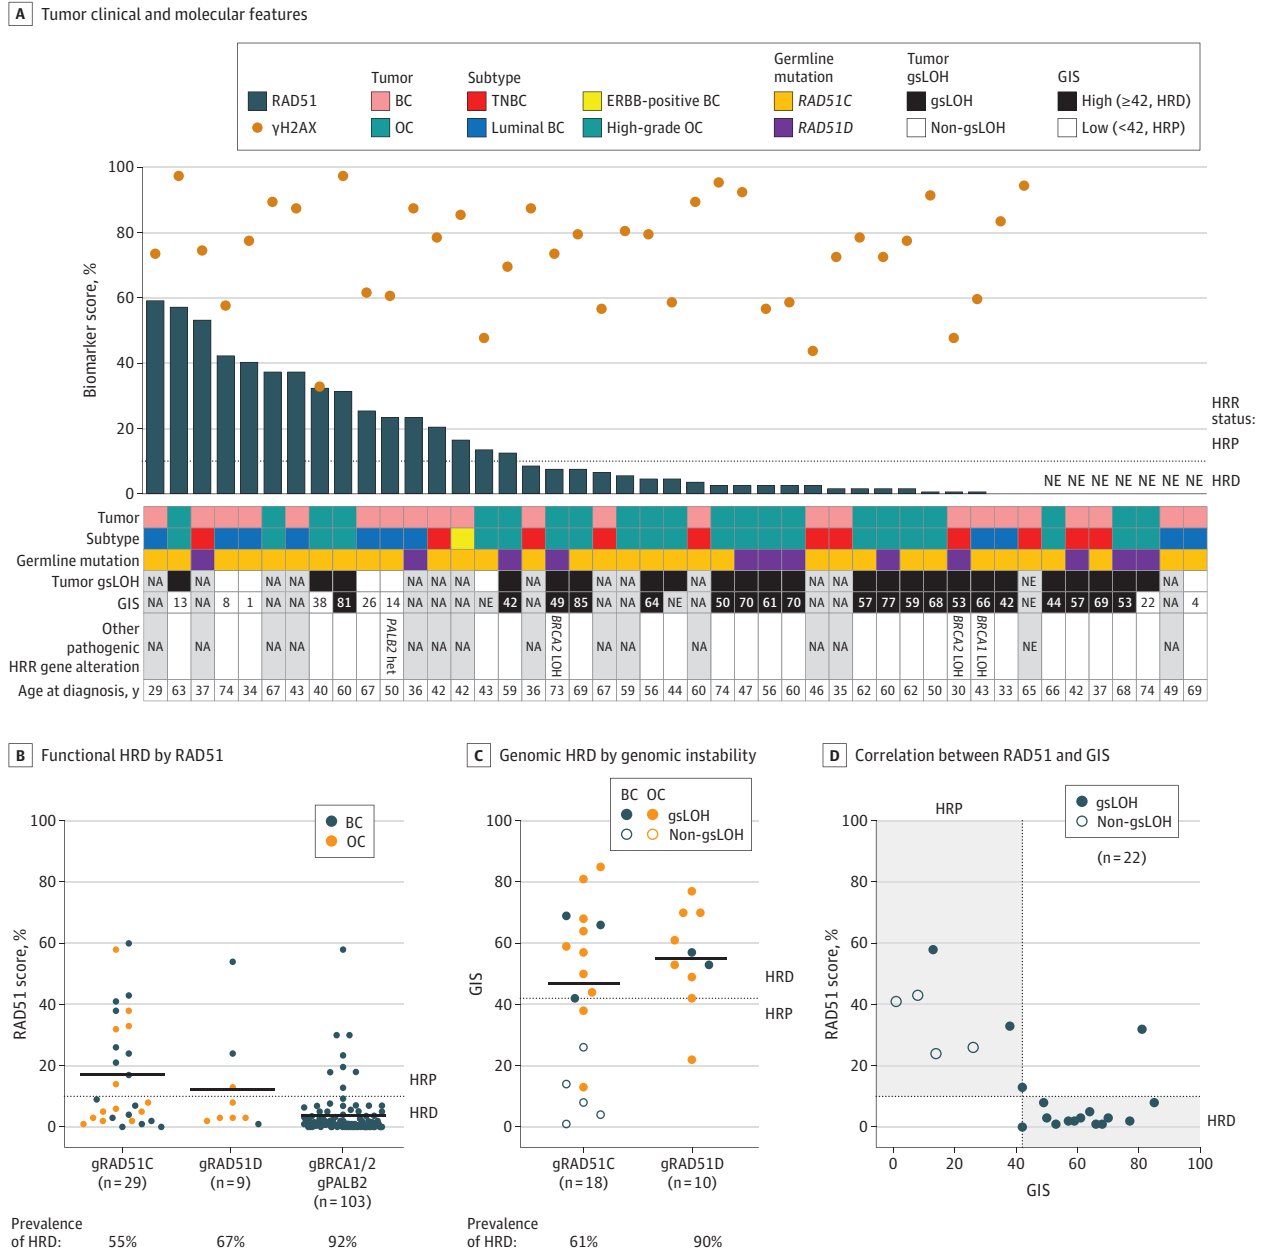 A Tumor clinical and molecular features
RAD51
γH2AX
Tumor
BC
OC
Subtype
TNBC
Luminal BC
ERBB-positive BC
High-grade OC
Germline
mutation
RAD51C
RAD51D
Tumor
gsLOH
gsLOH
Non-gsLOH
GIS
High (≥42, HRD)
Low (<42, HRP)
Biomarker score, %
100
80
60
40
20
0
HRR
status:
HRP
NE NE NE NE NE NE NE HRD
Tumor
Subtype
Germline mutation
Tumor gsLOH NA NA NA NA NA NA NA NA NA NA NA NA NA NE NA
GIS NA 13 NA 8 1 NA NA 38 81 26 14 NA NA NA NE 42 NA 49 85 NA NA 64 NE NA 50 70 61 70 NA NA 57 77 59 68 53 66 42 NE 44 57 69 53 22 NA 4
Other
pathogenic
HRR gene alteration
NA NA NA NA PALB2 het NA NA NA NA BRCA2 LOH NA NA NA NA NA BRCA2 LOH BRCA1 LOH NE NA
Age at diagnosis, y 29 63 37 74 34 67 43 40 60 67 50 36 42 42 43 59 36 73 69 67 59 56 44 60 74 47 56 60 46 35 62 60 62 50 30 43 33 65 66 42 37 68 74 49 69
B Functional HRD by RAD51
BC
OC
RAD51 score, %
100
80
60
40
20
0
HRP
HRD
gRAD51C
(n=29)
gRAD51D
(n=9)
gBRCA1/2
gPALB2
(n=103)
Prevalence
of HRD: 55% 67% 92%
C Genomic HRD by genomic instability
BC OC
gsLOH
Non-gsLOH
GIS
100
80
60
40
20
0
HRD
HRP
gRAD51C
(n=18)
gRAD51D
(n=10)
Prevalence
of HRD: 61% 90%
D Correlation between RAD51 and GIS
gsLOH
Non-gsLOH
(n=22)
HRP
RAD51 score, %
100
80
60
40
20
0
HRD
0 20 40 60 80 100
GIS